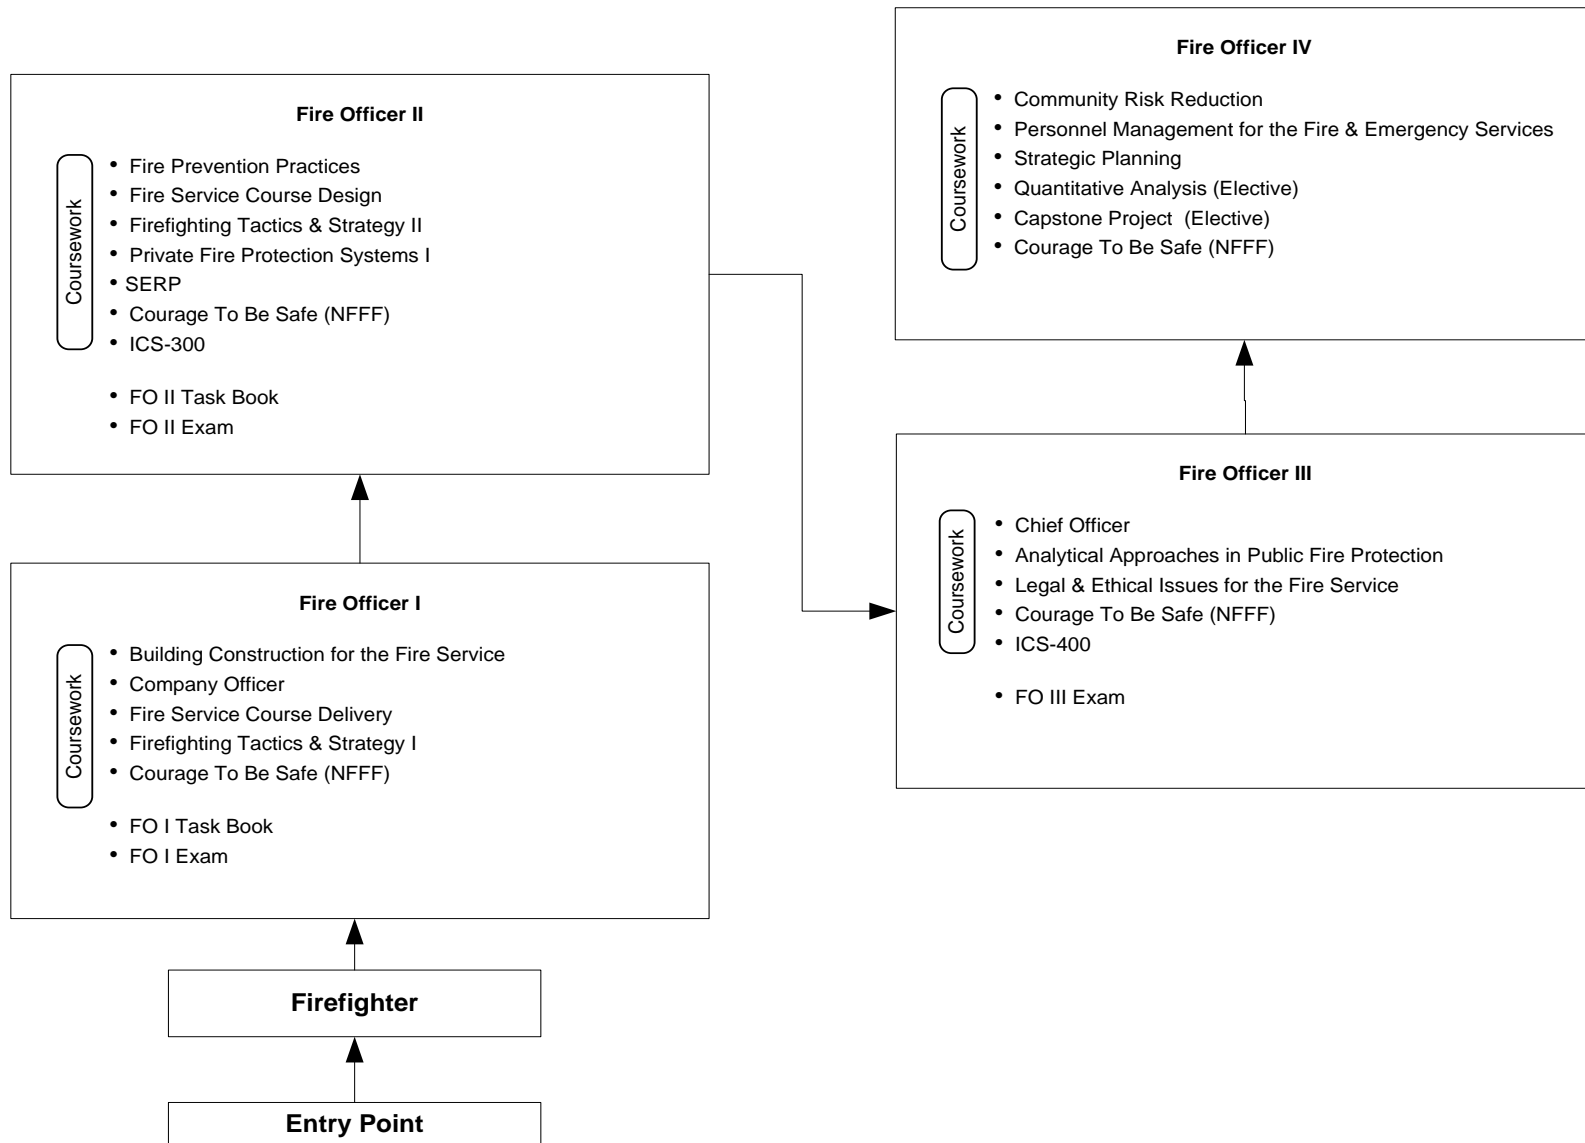 Fire Officer IV
Coursework
• Community Risk Reduction
• Personnel Management for the Fire & Emergency Services
• Strategic Planning
• Quantitative Analysis (Elective)
• Capstone Project  (Elective)
• Courage To Be Safe (NFFF)
Fire Officer II
Coursework
• Fire Prevention Practices
• Fire Service Course Design
• Firefighting Tactics & Strategy II
• Private Fire Protection Systems I
• SERP
• Courage To Be Safe (NFFF)
• ICS-300
• FO II Task Book
• FO II Exam
Fire Officer III
Coursework
• Chief Officer
• Analytical Approaches in Public Fire Protection
• Legal & Ethical Issues for the Fire Service
• Courage To Be Safe (NFFF)
• ICS-400
• FO III Exam
Fire Officer I
Coursework
• Building Construction for the Fire Service
• Company Officer
• Fire Service Course Delivery
• Firefighting Tactics & Strategy I
• Courage To Be Safe (NFFF)
• FO I Task Book
• FO I Exam
Firefighter
Entry Point